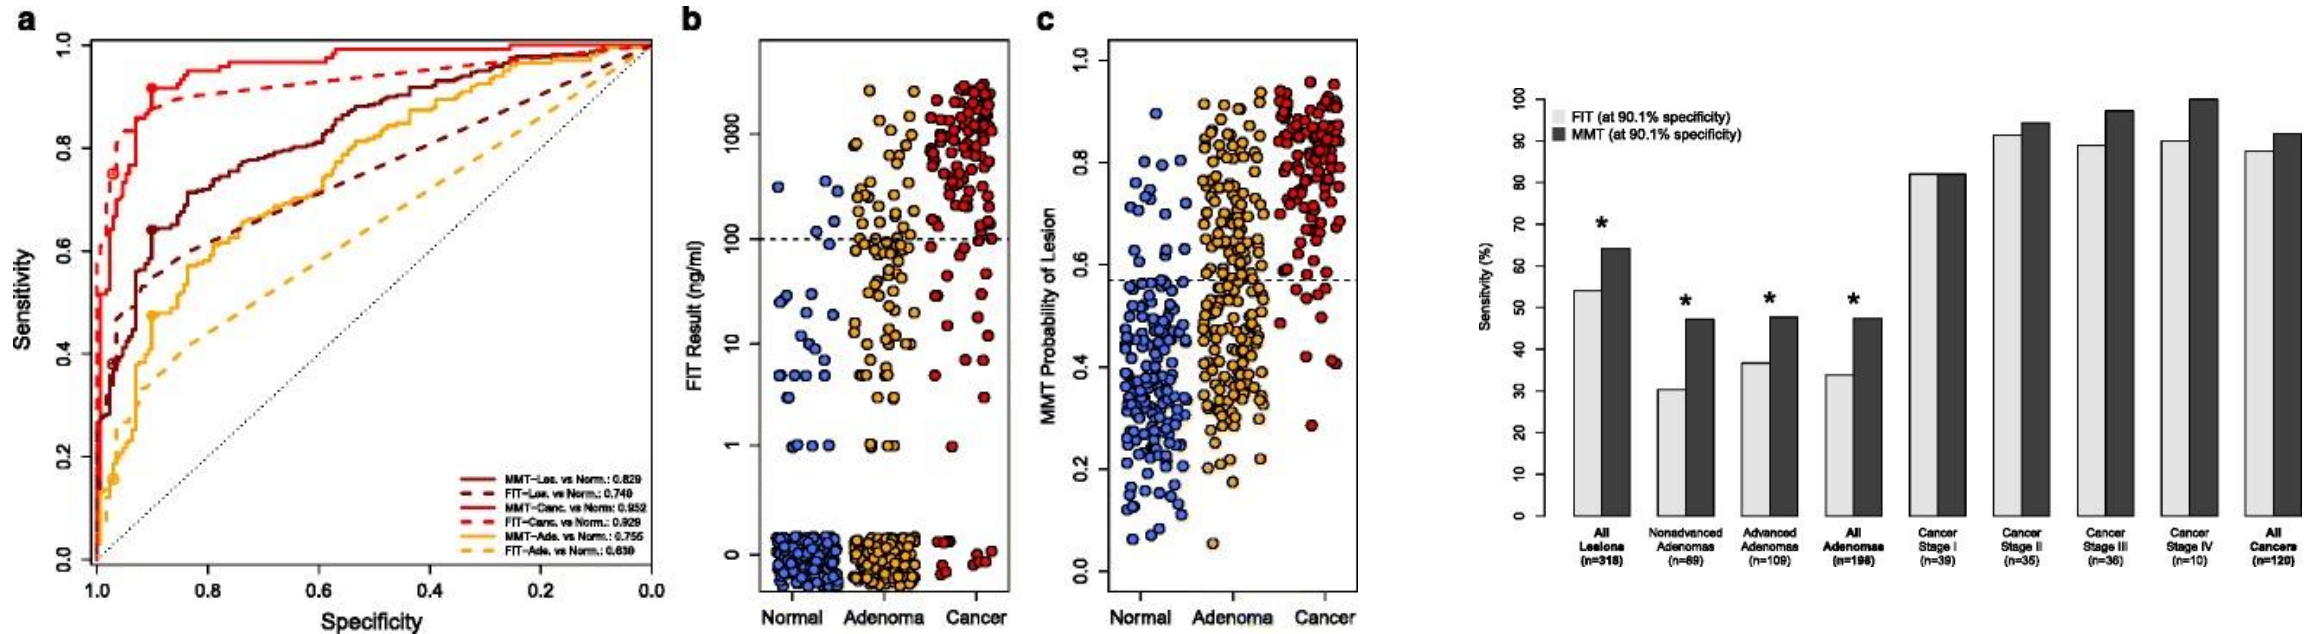 a
1.0
0.8
0.6
0.4
0.2
0.0
Sensitivity
MMT-Les. vs Norm.: 0.829
FIT-Les. vs Norm.: 0.749
MMT-Canc. vs Norm: 0.952
FIT-Canc. vs Norm.: 0.929
MMT-Ade. vs Norm.: 0.755
FIT-Ade. vs Norm.: 0.639
1.0 0.8 0.6 0.4 0.2 0.0
Specificity
b
FIT Result (ng/ml)
1000
100
10
1
0
Normal Adenoma Cancer
c
MMT Probability of Lesion
1.0
0.8
0.6
0.4
0.2
0.0
Normal Adenoma Cancer
FIT (at 90.1% specificity)
MMT (at 90.1% specificity)
Sensitvity (%)
100
90
80
70
60
50
40
30
20
10
0
* * * *
All Lesions (n=318)
Nonadvanced Adenomas (n=89)
Advanced Adenomas (n=109)
All Adenomas (n=198)
Cancer Stage I (n=39)
Cancer Stage II (n=35)
Cancer Stage III (n=36)
Cancer Stage IV (n=10)
All Cancers (n=120)